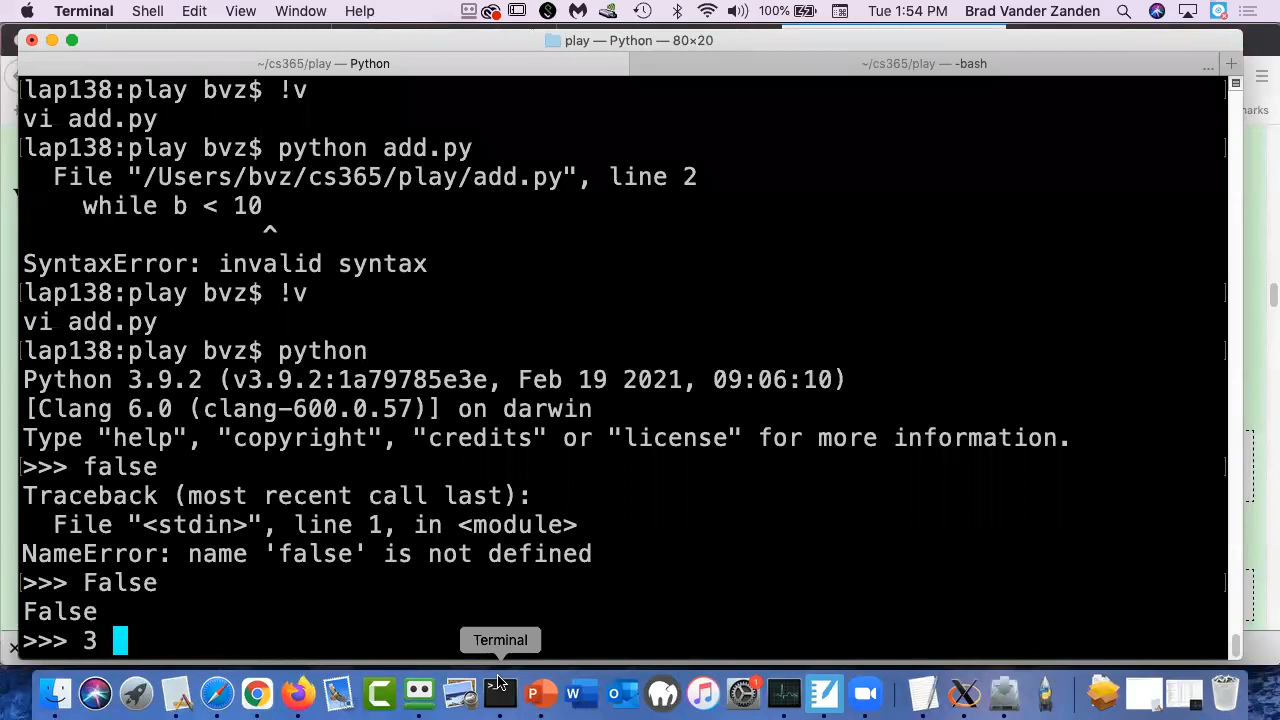 Terminal Shell Edit View Window Help 100% Tue 1:54 PM Brad Vander Zanden
play — Python — 80×20
~/cs365/play — Python ~/cs365/play — -bash ... +
lap138:play bvz$ !v
vi add.py
lap138:play bvz$ python add.py
  File "/Users/bvz/cs365/play/add.py", line 2
    while b < 10
                ^
SyntaxError: invalid syntax
lap138:play bvz$ !v
vi add.py
lap138:play bvz$ python
Python 3.9.2 (v3.9.2:1a79785e3e, Feb 19 2021, 09:06:10)
[Clang 6.0 (clang-600.0.57)] on darwin
Type "help", "copyright", "credits" or "license" for more information.
>>> false
Traceback (most recent call last):
  File "<stdin>", line 1, in <module>
NameError: name 'false' is not defined
>>> False
False
>>> 3
Terminal